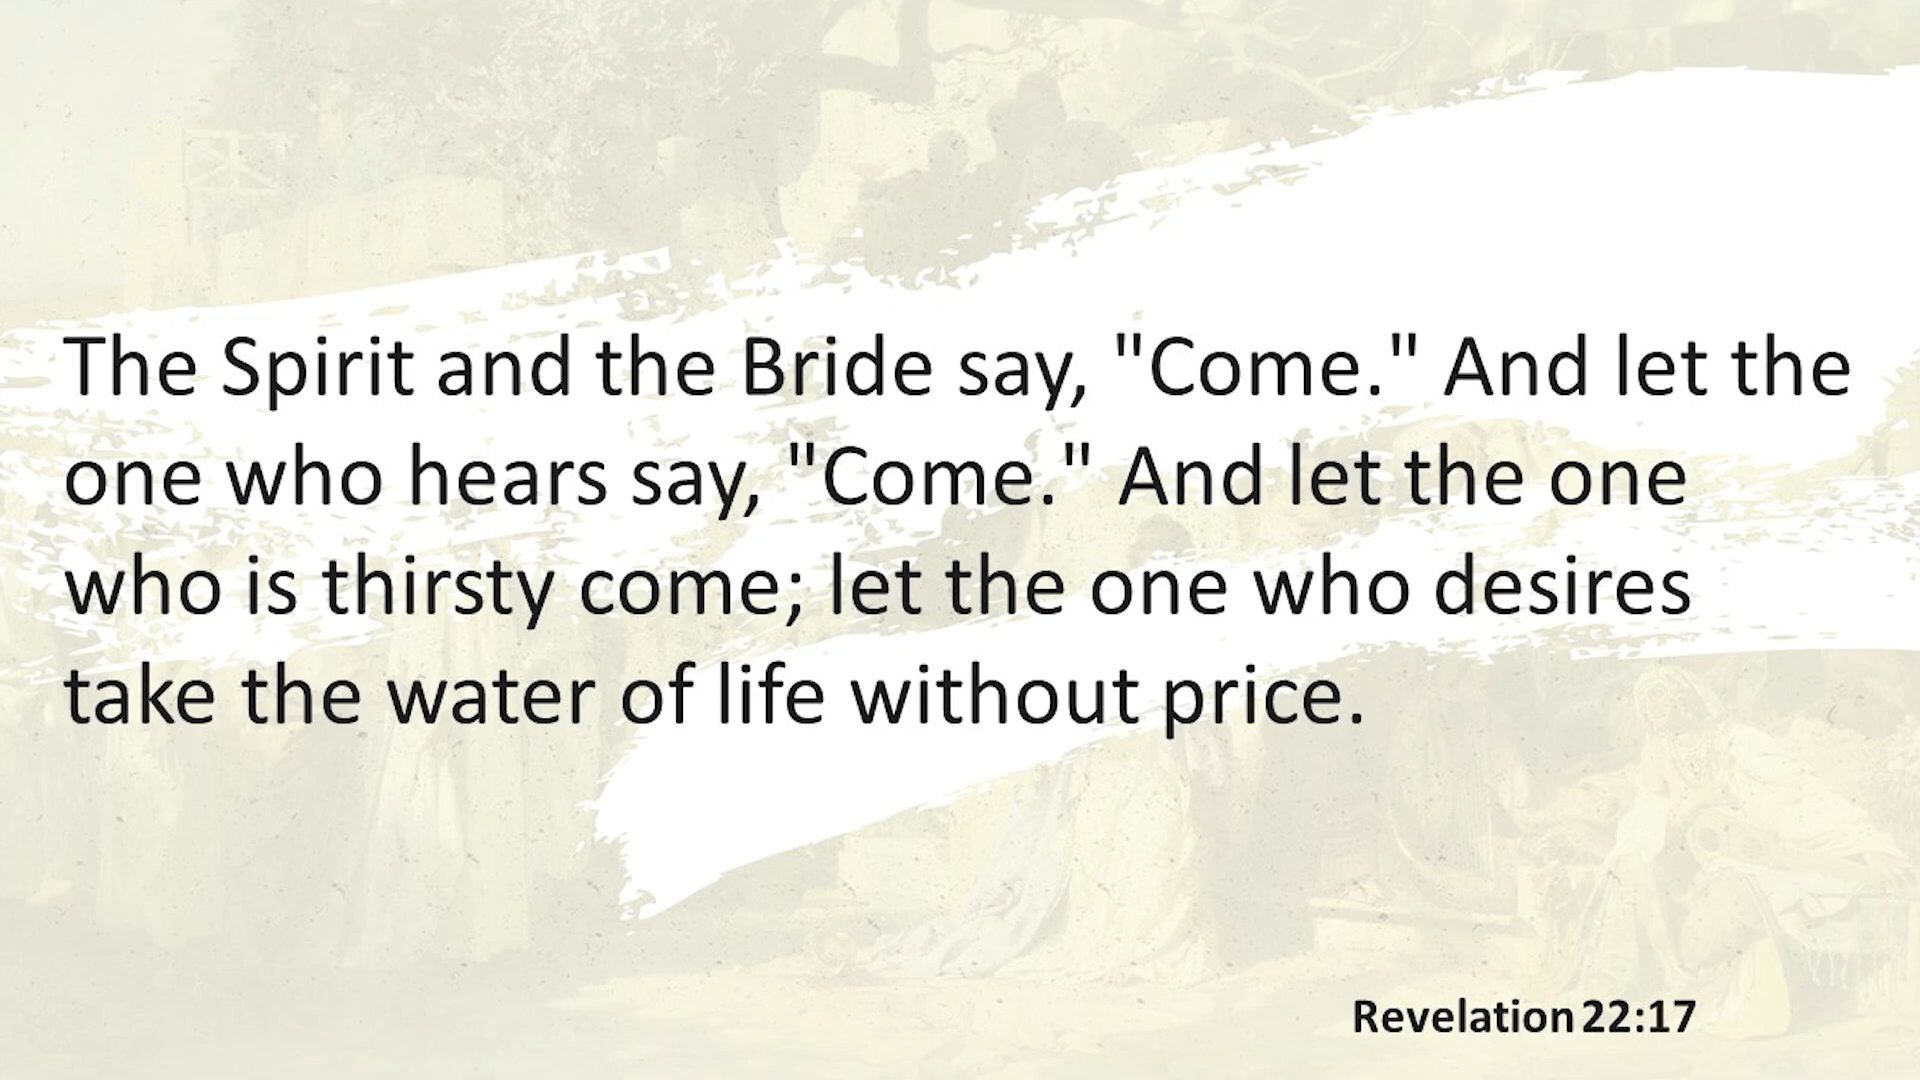 The Spirit and the Bride say, "Come." And let the
one who hears say, "Come." And let the one
who is thirsty come; let the one who desires
take the water of life without price.
Revelation 22:17